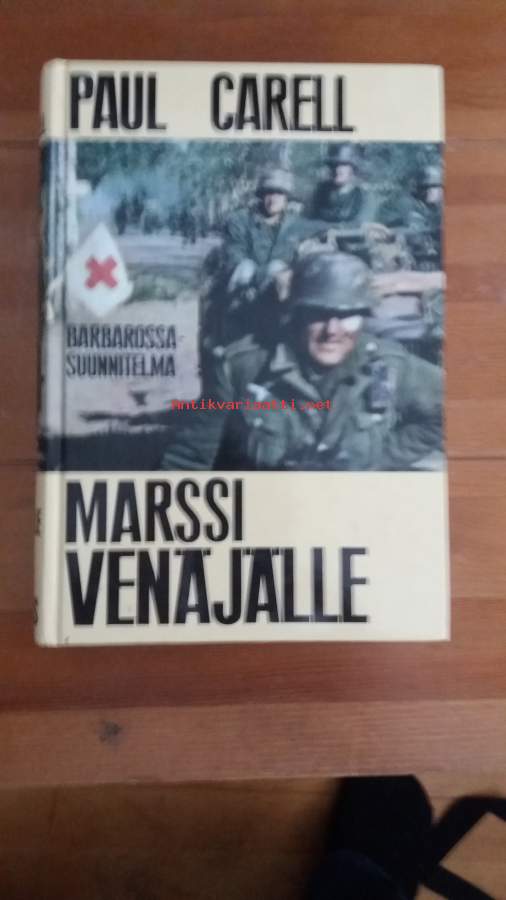 PAUL CARELL
BARBAROSSA-
SUUNNITELMA
Antikvariaatti.net
MARSSI
VENÄJÄLLE